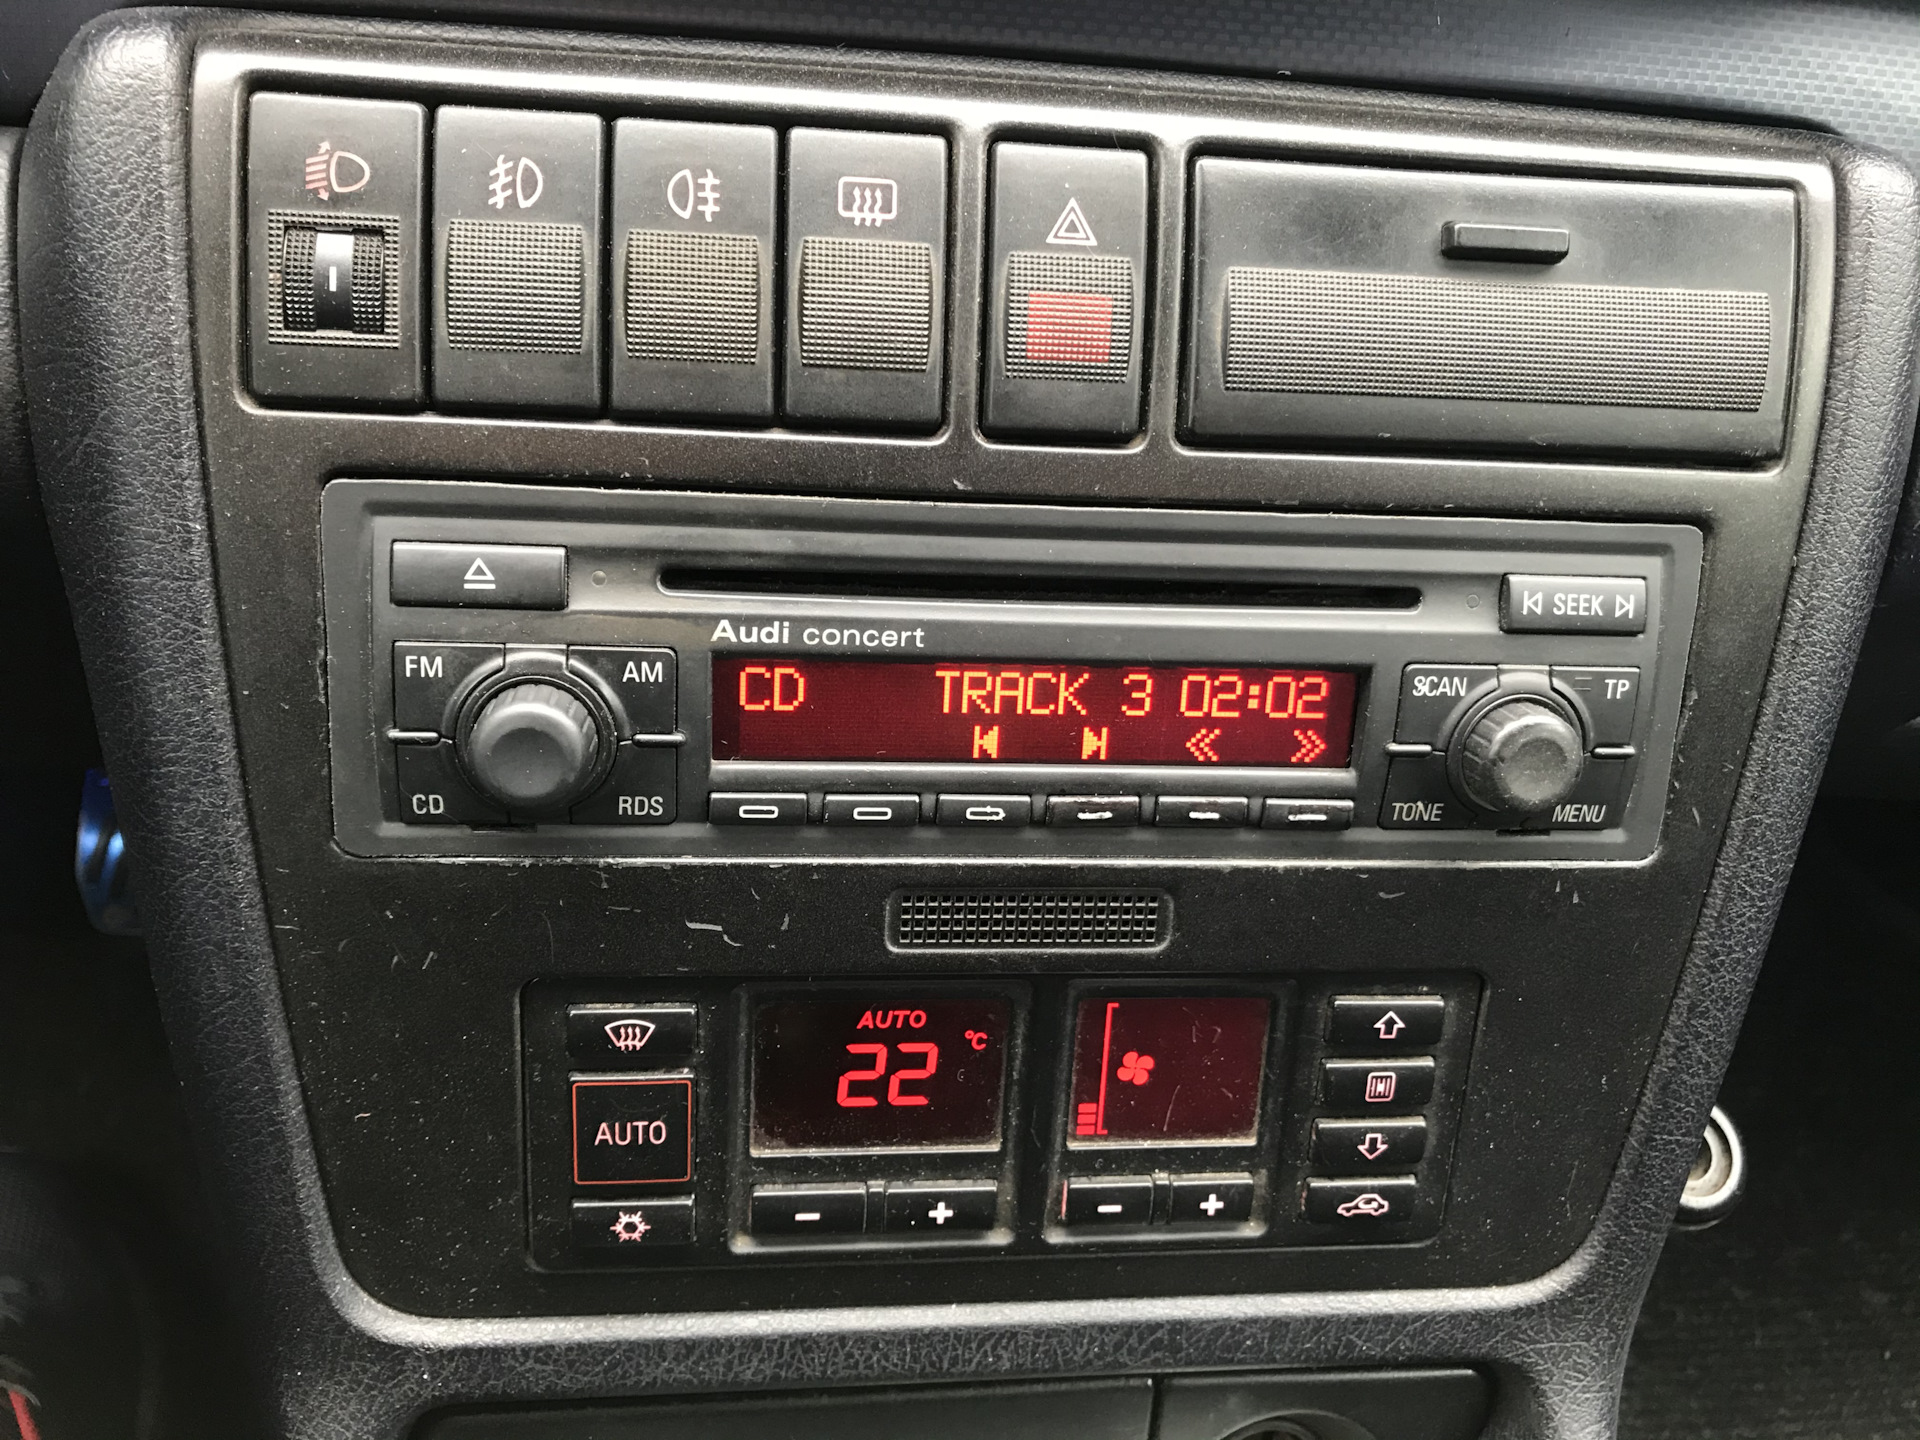 SEEK
Audi concert
FM
AM
CD TRACK 3 02:02
SCAN
TP
CD
RDS
TONE
MENU
AUTO
22 °C
AUTO
- +
- +